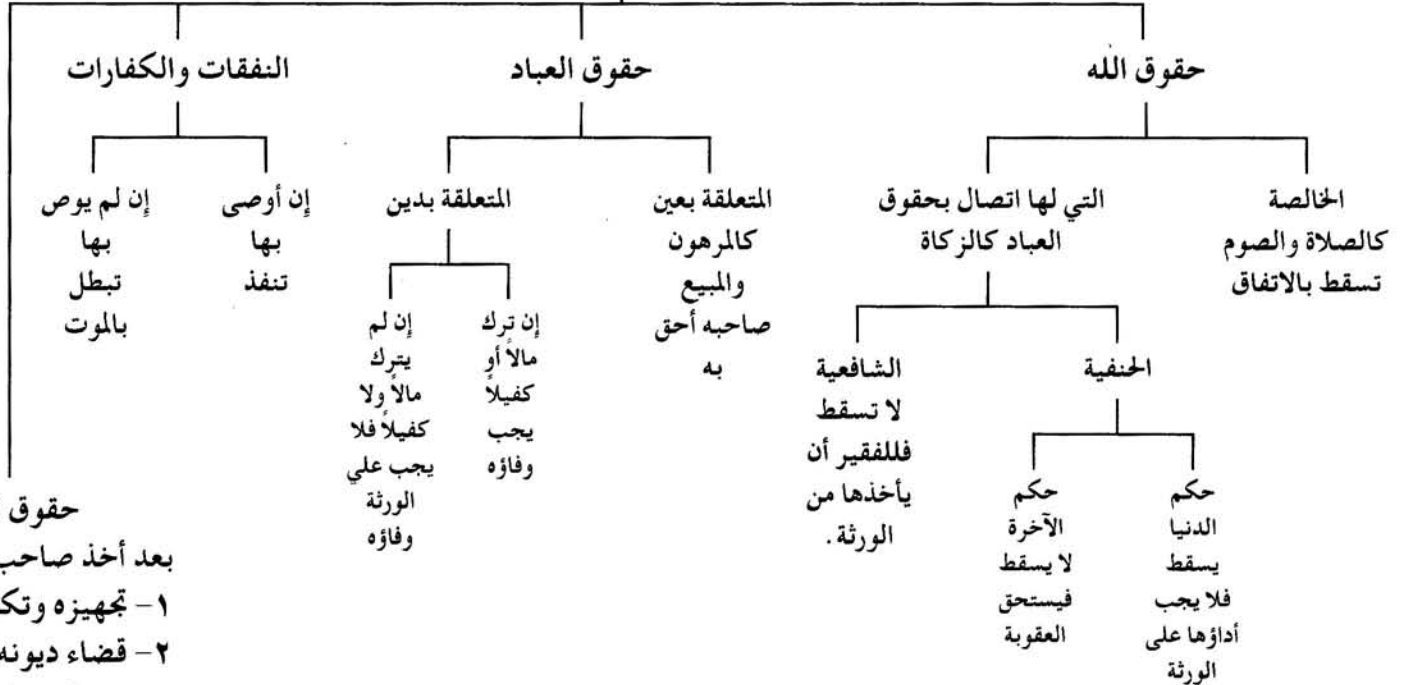 حقوق الله
الخالصة
كالصلاة والصوم
تسقط بالاتفاق
التي لها اتصال بحقوق
العباد كالزكاة
الحنفية
حكم
الدنيا
يسقط
فلا يجب
أداؤها على
الورثة
حكم
الآخرة
لا يسقط
فيستحق
العقوبة
الشافعية
لا تسقط
فللفقير أن
يأخذها من
الورثة.
حقوق العباد
المتعلقة بعين
كالمرهون
والمبيع
صاحبه أحق
به
المتعلقة بدين
إن ترك
مالاً أو
كفيلاً
يجب
وفاؤه
إن لم
يترك
مالاً ولا
كفيلاً فلا
يجب علي
الورثة
وفاؤه
النفقات والكفارات
إن أوصى
بها
تنفذ
إن لم يوص
بها
تبطل
بالموت
حقوق
بعد أخذ صاحب
١- تجهيزه وتك
٢- قضاء ديونه